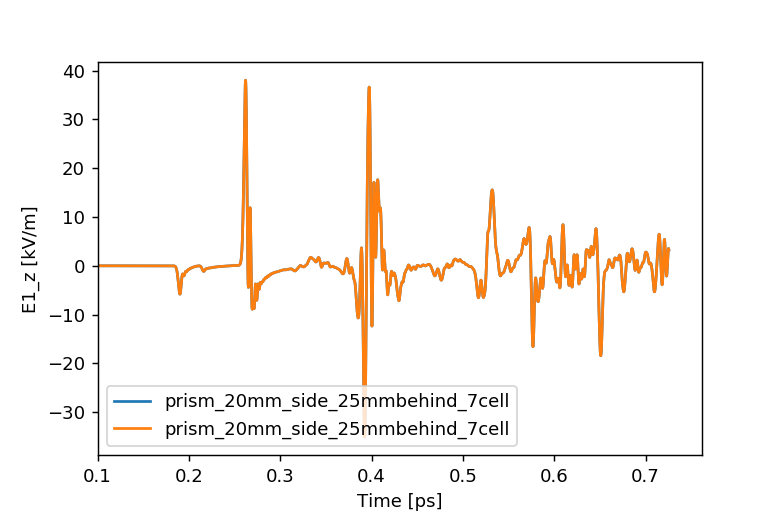 40
30
20
10
0
−10
−20
−30
E1_z [kV/m]
prism_20mm_side_25mmbehind_7cell
prism_20mm_side_25mmbehind_7cell
0.1 0.2 0.3 0.4 0.5 0.6 0.7
Time [ps]